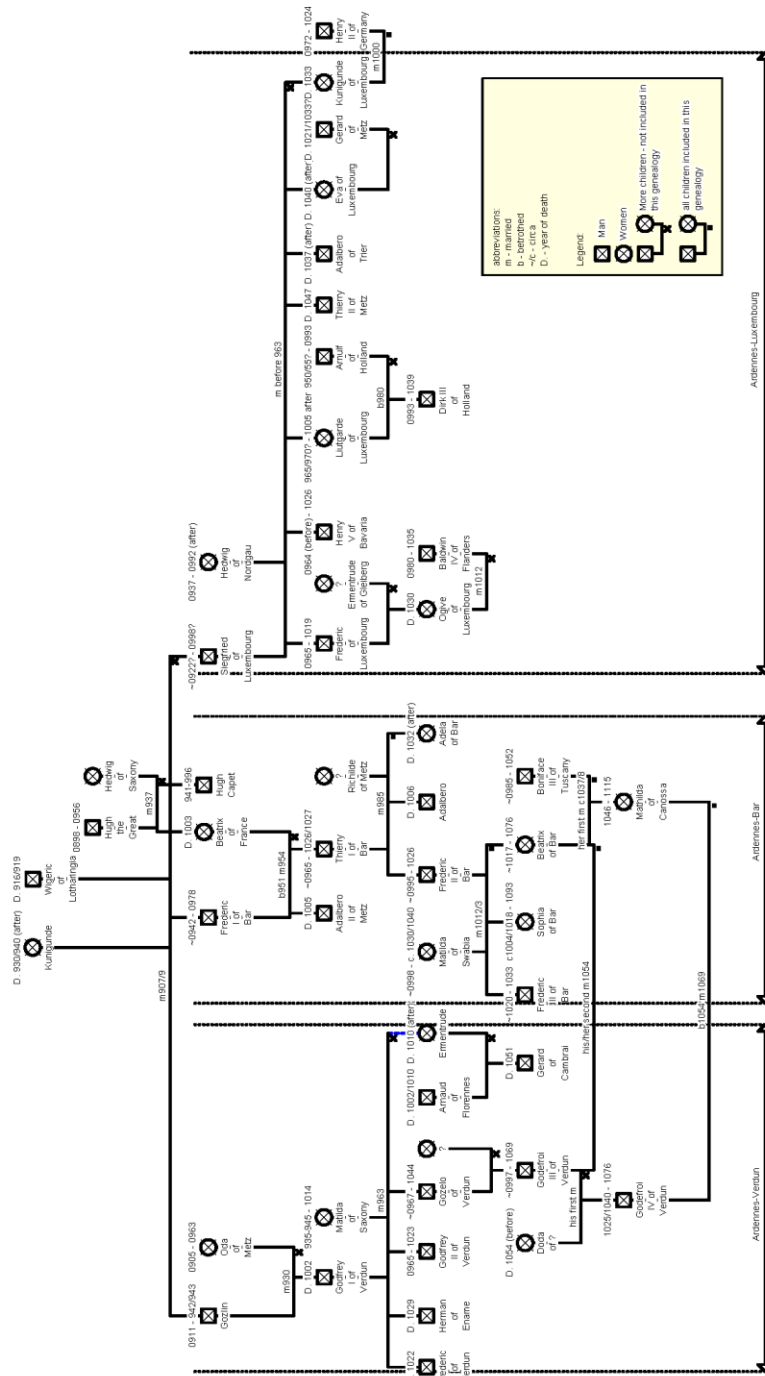 D. 930/940 (after)
Kunigunde
D. 916/919
Wigeric
of
Lotharingia
m907/9
0898 - 0956
Hugh
the
Great
Hedwig
of
Saxony
m937
0911 - 942/943
Gozlin
0905 - 0963
Oda
of
Metz
m930
~0942 - 0978
Frederic
I of
Bar
D. 1003
Beatrix
of
France
941-996
Hugh
Capet
b951 m954
~0922? - 0998?
Siegfried
of
Luxembourg
0937 - 0992 (after)
Hedwig
of
Nordgau
m before 963
D. 1002
Godfrey
I of
Verdun
935-945 - 1014
Matilda
of
Saxony
m963
D. 1005
Adalbero
II of
Metz
~0965 - 1026/1027
Thierry
I of
Bar
?
Richilde
of Metz
m985
0965 - 1019
Frederic
of
Luxembourg
?
Ermentrude
of Gleiberg
0964 (before) - 1026
Henry
V of
Bavaria
965/970? - 1005 after
Liutgarde
of
Luxembourg
950/55? - 0993
Arnulf
of
Holland
b980
D. 1047
Thierry
II of
Metz
D. 1037 (after)
Adalbero
of
Trier
D. 1040 (after)
Eva of
Luxembourg
D. 1021/1033?
Gerard
of
Metz
D. 1033
Kunigunde
of
Luxembourg
0972 - 1024
Henry
II of
Germany
m1000
1022
of
D. 1029
Herman
of
Ename
0965 - 1023
Godfrey
II of
Verdun
~0967 - 1044
Gozelo
I of
Verdun
?
D. 1002/1010
Arnaud
of
Florennes
D. 1010 (after)
Ermentrude
~0998 - c. 1030/1040
Matilda
of
Swabia
~0995 - 1026
Frederic
II of
Bar
D. 1006
Adalbero
D. 1032 (after)
Adela
of Bar
m1012/3
D. 1030
Ogive
of
Luxembourg
0980 - 1035
Baldwin
IV of
Flanders
m1012
0993 - 1039
Dirk III
of
Holland
D. 1054 (before)
Doda
of ?
~0997 - 1069
Godefroi
III of
Verdun
his first m
D. 1051
Gerard
of
Cambrai
~1020 - 1033
Frederic
III of
Bar
c1004/1018 - 1093
Sophia
of Bar
~1017 - 1076
Beatrix
of Bar
~0985 - 1052
Boniface
III of
Tuscany
his/her second m1054
her first m c1037/8
1025/1040 - 1076
Godefroi
IV of
Verdun
1046 - 1115
Mathilda
of
Canossa
b1054 m1069
abbreviations:
m - married
b - betrothed
~/c - circa
D. - year of death
Legend:
Man
Women
More children - not included in
this genealogy
all children included in this
genealogy
Ardennes-Verdun
Ardennes-Bar
Ardennes-Luxembourg